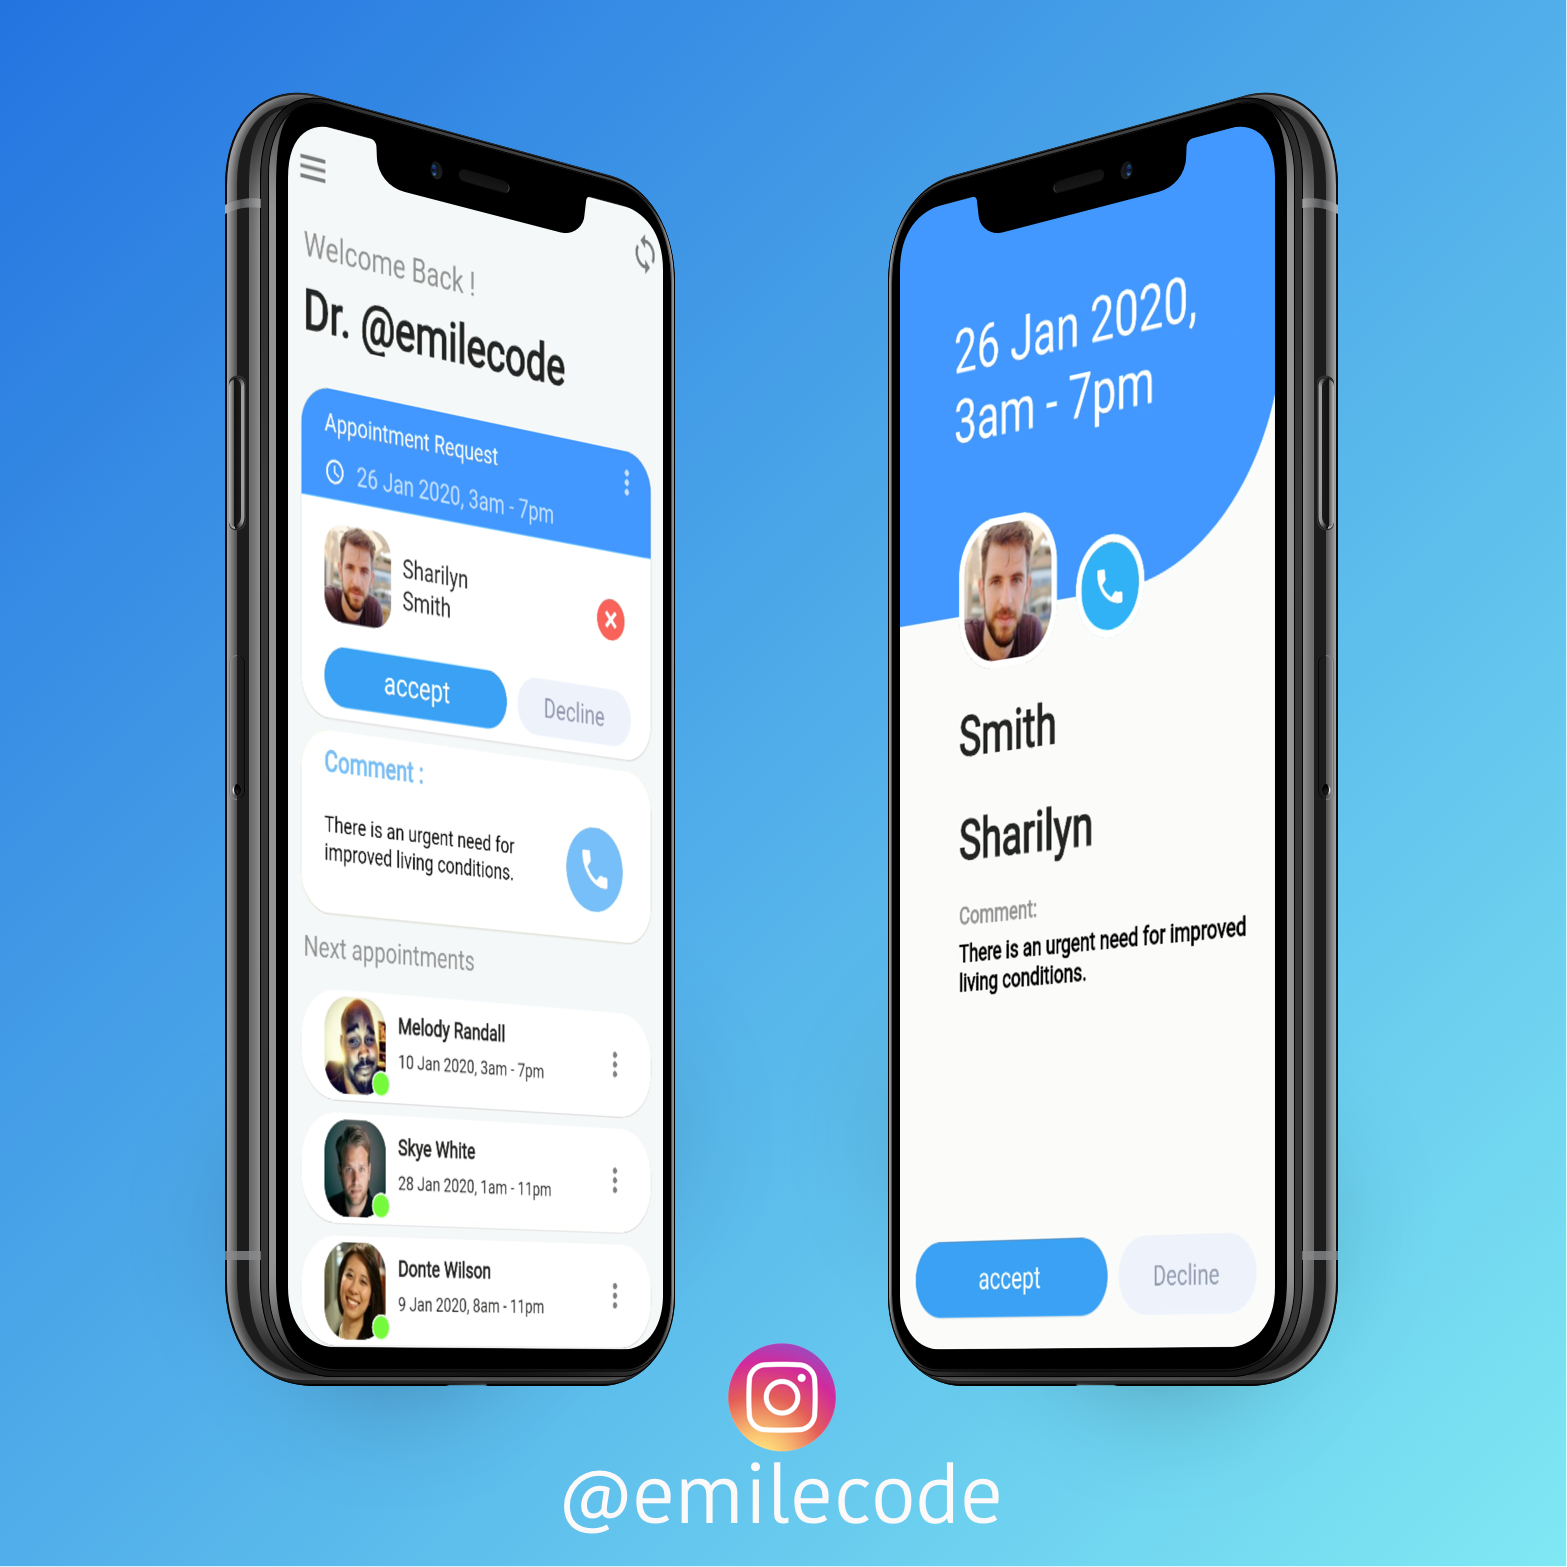 Welcome Back !
Dr. @emilecode
Appointment Request
26 Jan 2020, 3am - 7pm
Sharilyn
Smith
accept
Decline
Comment :
There is an urgent need for
improved living conditions.
Next appointments
Melody Randall
10 Jan 2020, 3am - 7pm
Skye White
28 Jan 2020, 1am - 11pm
Donte Wilson
9 Jan 2020, 8am - 11pm
26 Jan 2020,
3am - 7pm
Smith
Sharilyn
Comment:
There is an urgent need for improved
living conditions.
accept
Decline
@emilecode